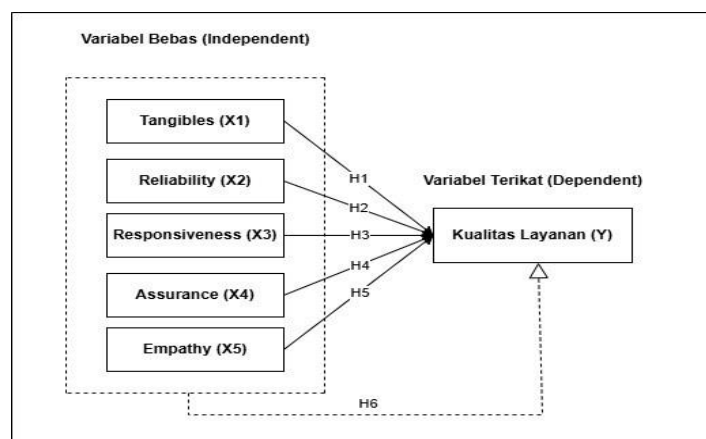 Variabel Bebas (Independent)
Tangibles (X1)
Reliability (X2)
Responsiveness (X3)
Assurance (X4)
Empathy (X5)
H1
H2
H3
H4
H5
H6
Variabel Terikat (Dependent)
Kualitas Layanan (Y)